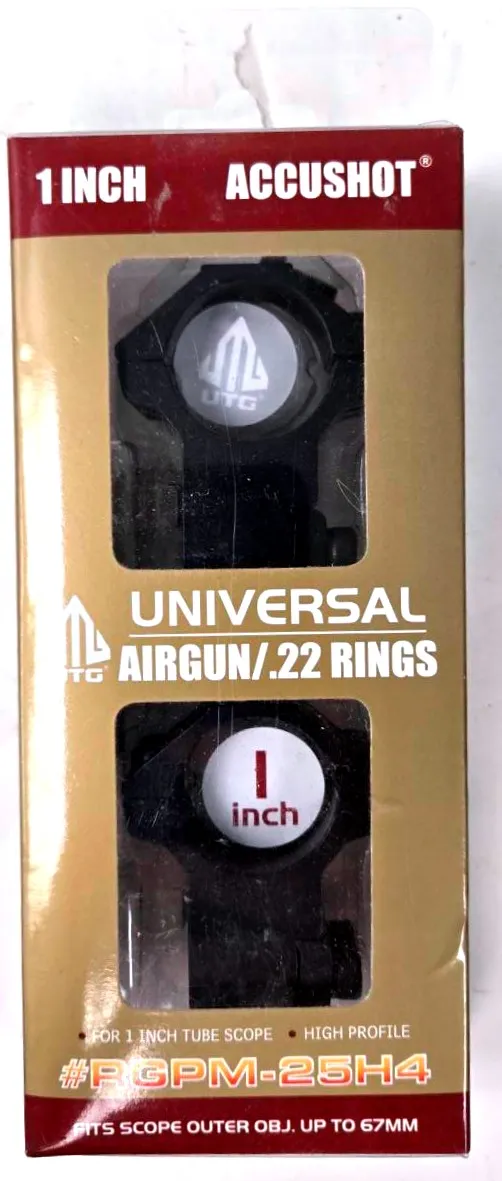 1 INCH ACCUSHOT®
UTG®
UNIVERSAL
UTG®
AIRGUN/.22 RINGS
1
inch
• FOR 1 INCH TUBE SCOPE • HIGH PROFILE
#RGPM-25H4
FITS SCOPE OUTER OBJ. UP TO 67MM